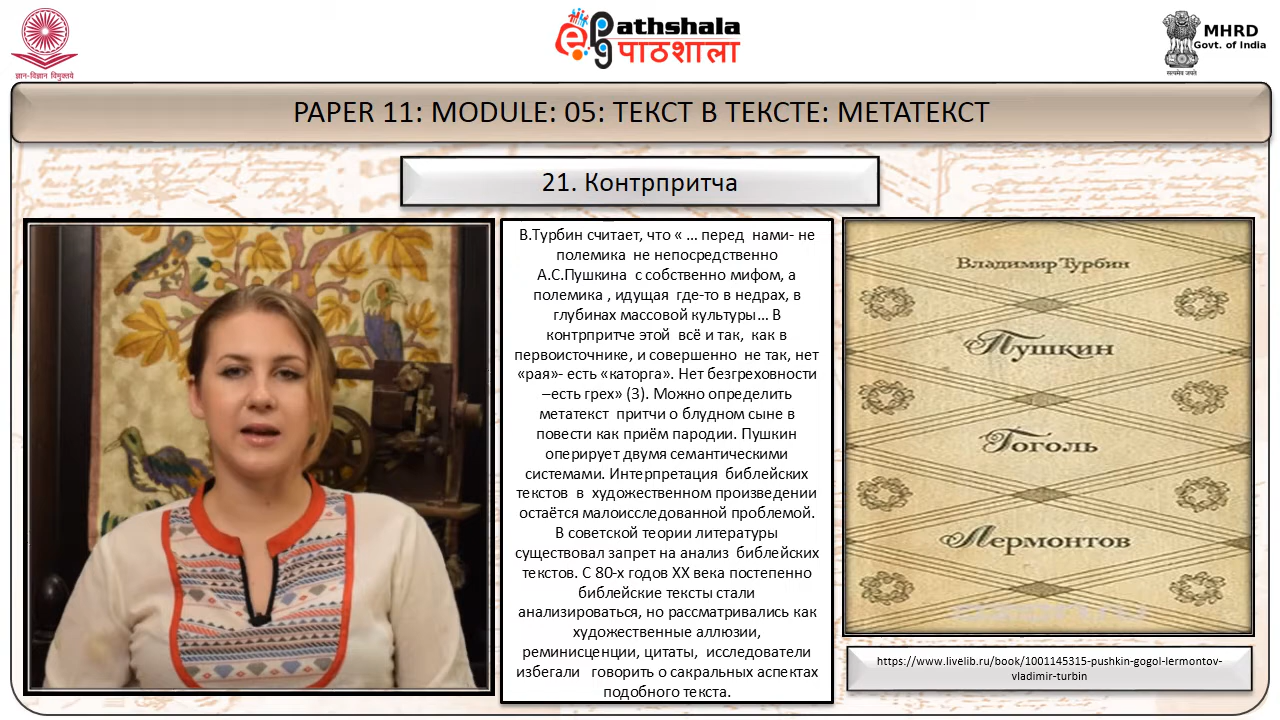 ज्ञान-विज्ञान विमुक्तये
ePathshala
पाठशाला
MHRD
Govt. of India
सत्यमेव जयते
PAPER 11: MODULE: 05: ТЕКСТ В ТЕКСТЕ: МЕТАТЕКСТ
21. Контрпритча
В.Турбин считает, что « ... перед нами- не
полемика не непосредственно
А.С.Пушкина с собственно мифом, а
полемика , идущая где-то в недрах, в
глубинах массовой культуры... В
контрпритче этой всё и так, как в
первоисточнике, и совершенно не так, нет
«рая»- есть «каторга». Нет безгреховности
–есть грех» (3). Можно определить
метатекст притчи о блудном сыне в
повести как приём пародии. Пушкин
оперирует двумя семантическими
системами. Интерпретация библейских
текстов в художественном произведении
остаётся малоисследованной проблемой.
В советской теории литературы
существовал запрет на анализ библейских
текстов. С 80-х годов XX века постепенно
библейские тексты стали
анализироваться, но рассматривались как
художественные аллюзии,
реминисценции, цитаты, исследователи
избегали говорить о сакральных аспектах
подобного текста.
Владимир Турбин
Пушкин
Гоголь
Лермонтов
https://www.livelib.ru/book/1001145315-pushkin-gogol-lermontov-
vladimir-turbin